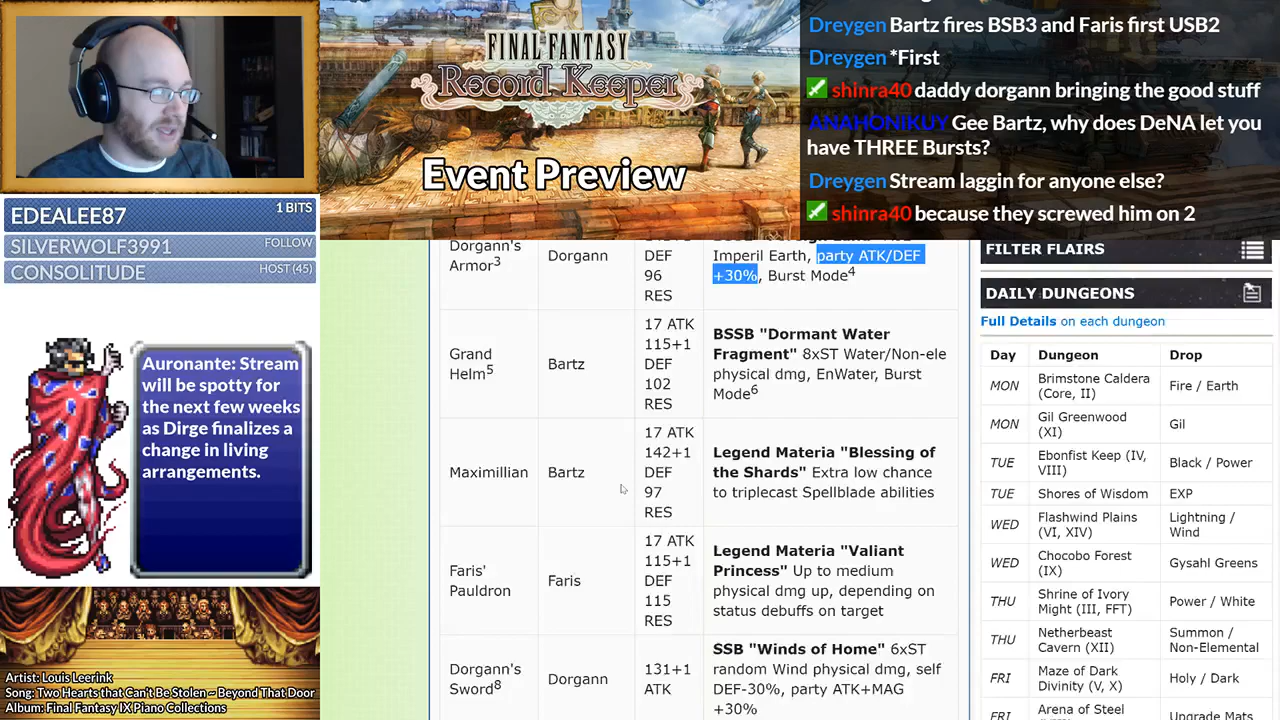 FINAL FANTASY
Record Keeper
Event Preview
Dreygen Bartz fires BSB3 and Faris first USB2
Dreygen *First
shinra40 daddy dorgann bringing the good stuff
ANAHONIKUY Gee Bartz, why does DeNA let you
have THREE Bursts?
Dreygen Stream laggin for anyone else?
shinra40 because they screwed him on 2
EDEALEE87 1 BITS
SILVERWOLF3991 FOLLOW
CONSOLITUDE HOST (45)
Auronante: Stream
will be spotty for
the next few weeks
as Dirge finalizes a
change in living
arrangements.
Artist: Louis Leerink
Song: Two Hearts that Can't Be Stolen ~ Beyond That Door
Album: Final Fantasy IX Piano Collections
Dorgann's
Armor3
Dorgann
DEF
96
RES
Imperil Earth, party ATK/DEF
+30%, Burst Mode4
Grand
Helm5
Bartz
17 ATK
115+1
DEF
102
RES
BSSB "Dormant Water
Fragment" 8xST Water/Non-ele
physical dmg, EnWater, Burst
Mode6
Maximillian
Bartz
17 ATK
142+1
DEF
97
RES
Legend Materia "Blessing of
the Shards" Extra low chance
to triplecast Spellblade abilities
Faris'
Pauldron
Faris
17 ATK
115+1
DEF
115
RES
Legend Materia "Valiant
Princess" Up to medium
physical dmg up, depending on
status debuffs on target
Dorgann's
Sword8
Dorgann
131+1
ATK
SSB "Winds of Home" 6xST
random Wind physical dmg, self
DEF-30%, party ATK+MAG
+30%
FILTER FLAIRS
DAILY DUNGEONS
Full Details on each dungeon
Day Dungeon Drop
MON Brimstone Caldera
(Core, II) Fire / Earth
MON Gil Greenwood
(XI) Gil
TUE Ebonfist Keep (IV,
VIII) Black / Power
TUE Shores of Wisdom EXP
WED Flashwind Plains
(VI, XIV) Lightning /
Wind
WED Chocobo Forest
(IX) Gysahl Greens
THU Shrine of Ivory
Might (III, FFT) Power / White
THU Netherbeast
Cavern (XII) Summon /
Non-Elemental
FRI Maze of Dark
Divinity (V, X) Holy / Dark
FRI Arena of Steel Upgrade Mats